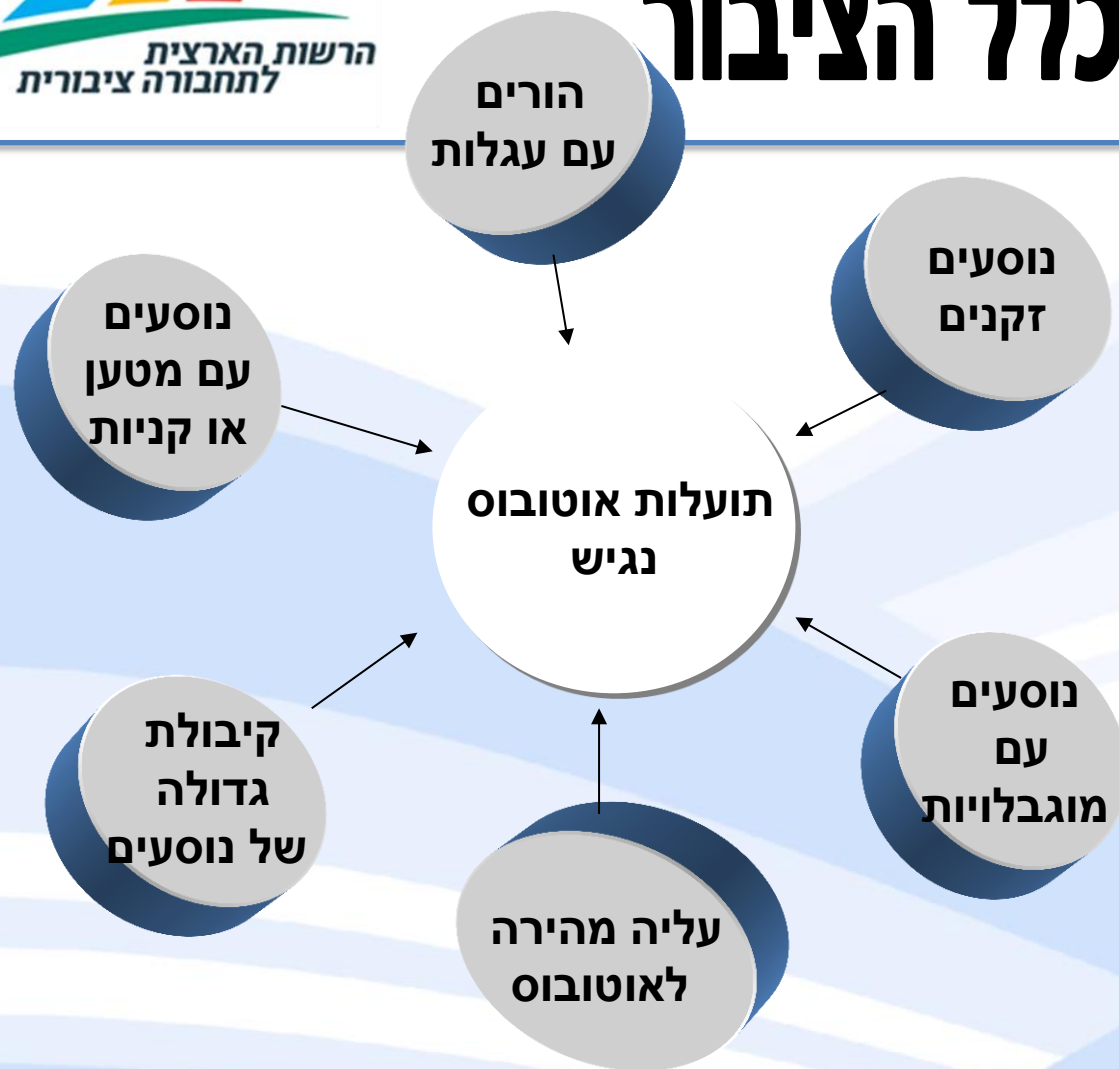 כלל הציבור
הרשות הארצית
לתחבורה ציבורית
הורים
עם עגלות
נוסעים
זקנים
נוסעים
עם מטען
או קניות
תועלות אוטובוס
נגיש
נוסעים
עם
מוגבלויות
קיבולת
גדולה
של נוסעים
עליה מהירה
לאוטובוס